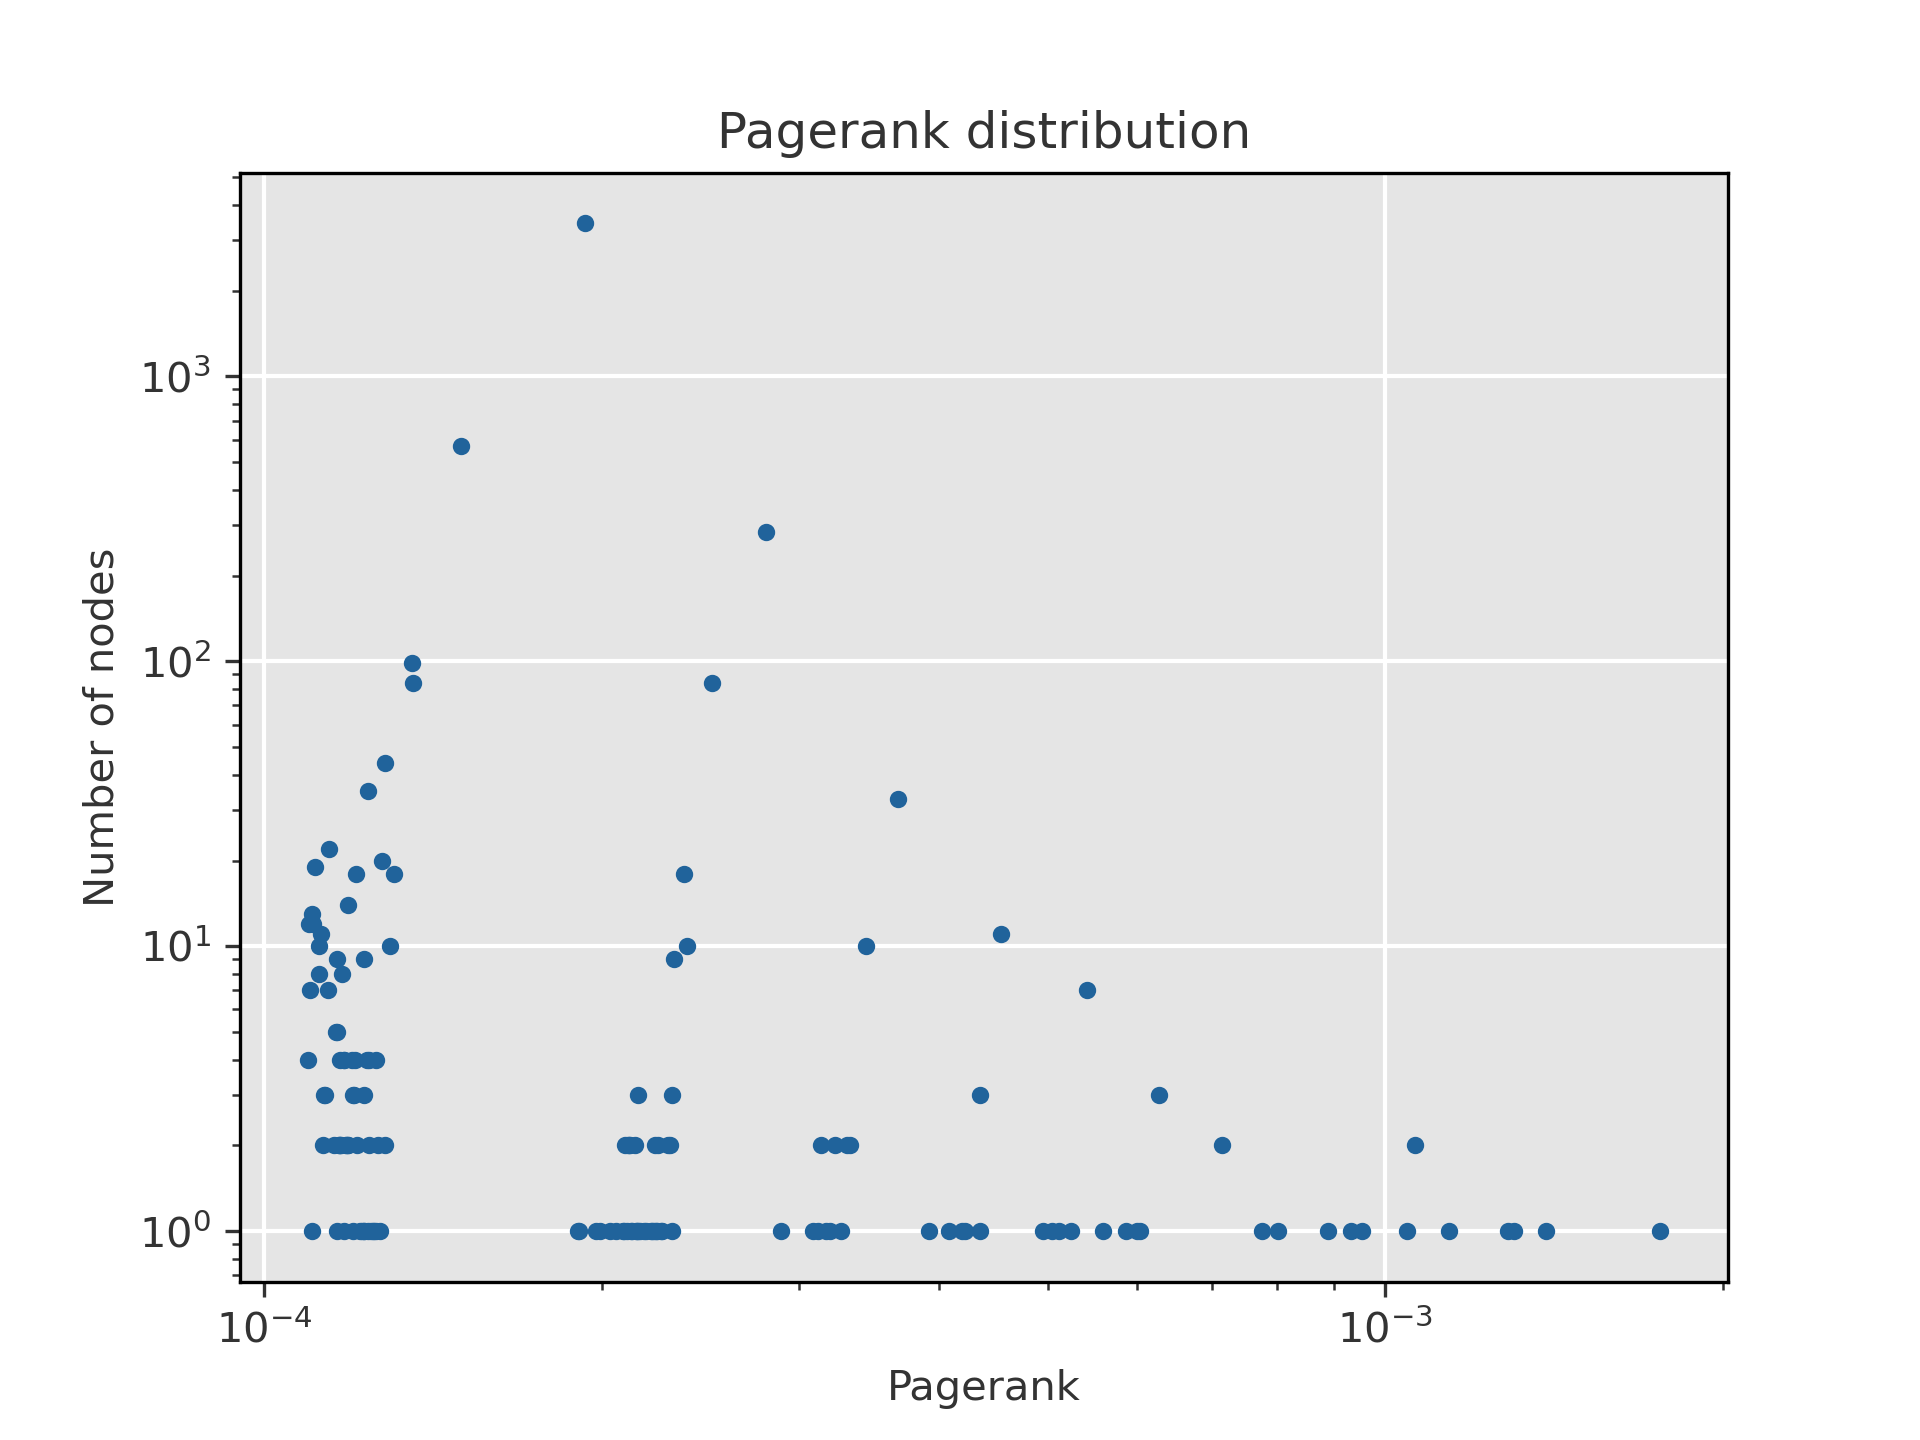 Pagerank distribution
10³
10²
10¹
10⁰
Number of nodes
10⁻⁴ 10⁻³
Pagerank